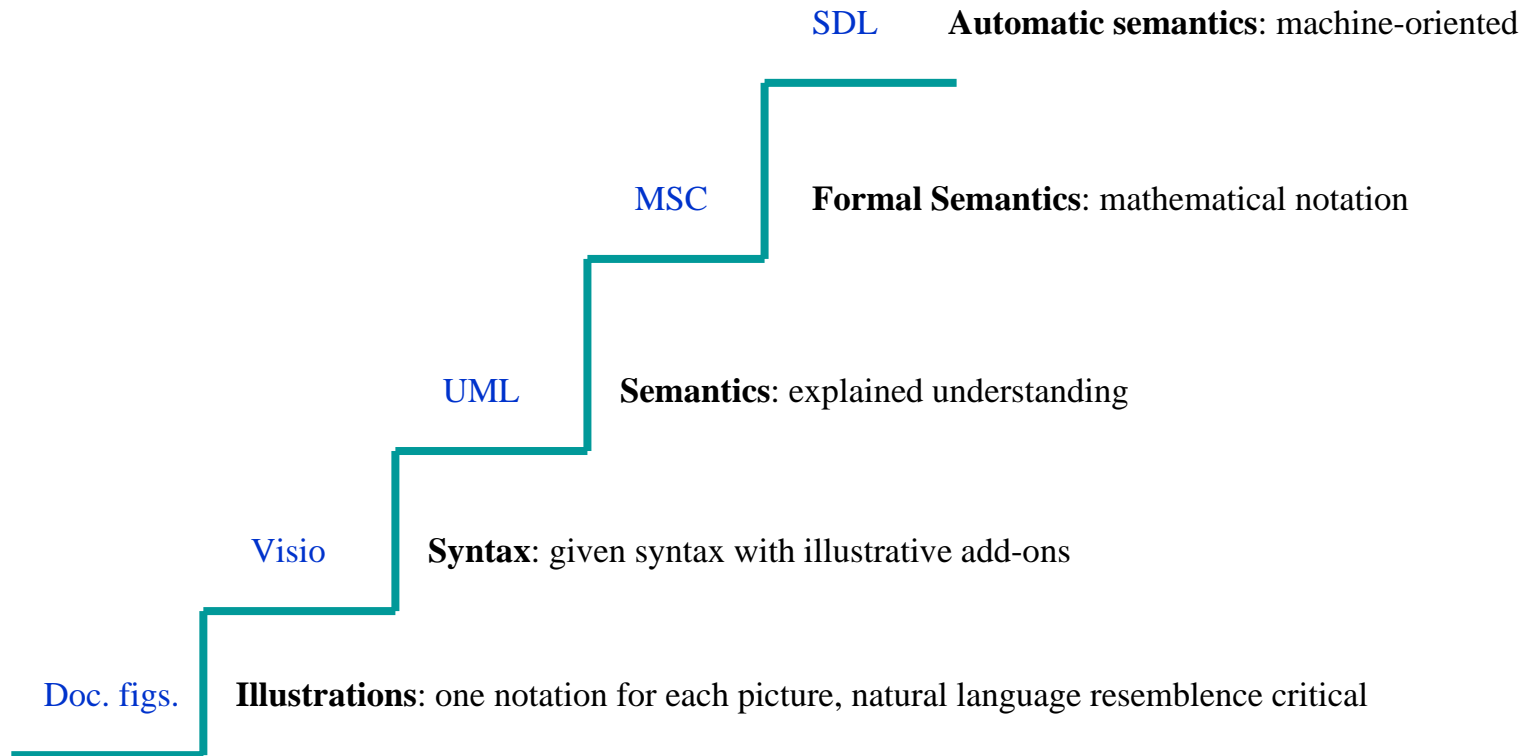 SDL Automatic semantics: machine-oriented
MSC Formal Semantics: mathematical notation
UML Semantics: explained understanding
Visio Syntax: given syntax with illustrative add-ons
Doc. figs. Illustrations: one notation for each picture, natural language resemblence critical